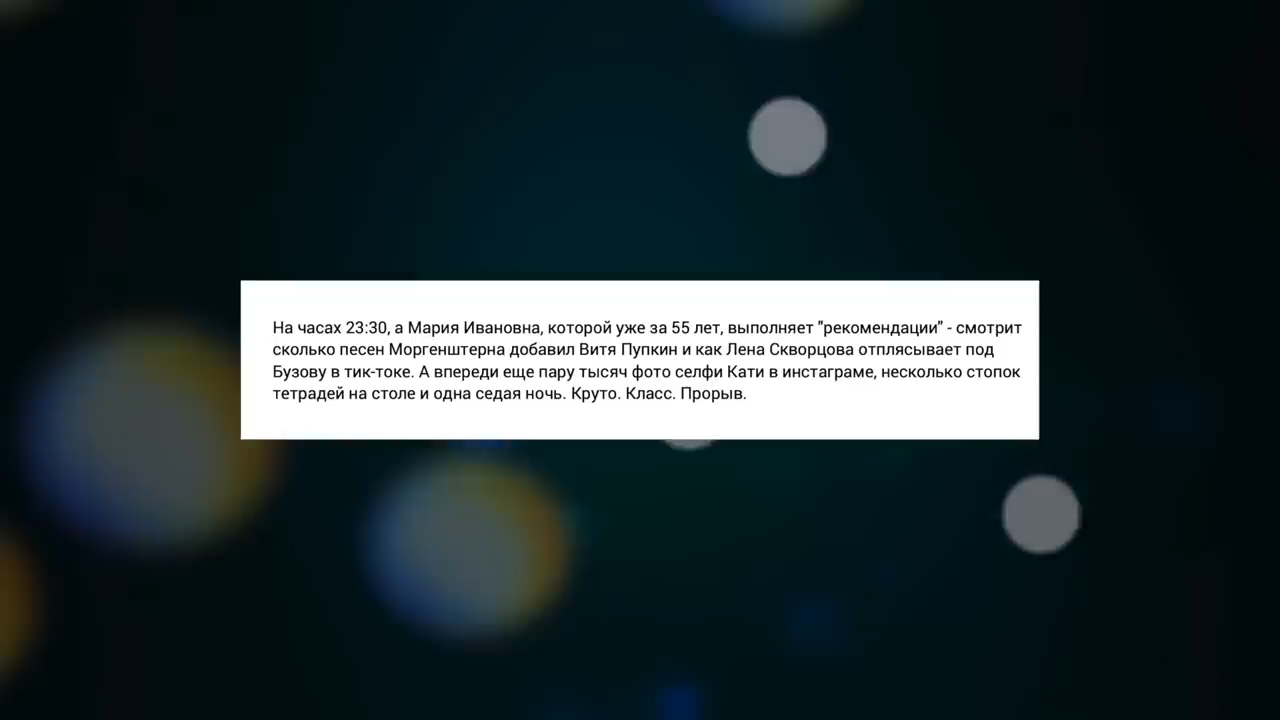 На часах 23:30, а Мария Ивановна, которой уже за 55 лет, выполняет "рекомендации" - смотрит
сколько песен Моргенштерна добавил Витя Пупкин и как Лена Скворцова отплясывает под
Бузову в тик-токе. А впереди еще пару тысяч фото селфи Кати в инстаграме, несколько стопок
тетрадей на столе и одна седая ночь. Круто. Класс. Прорыв.